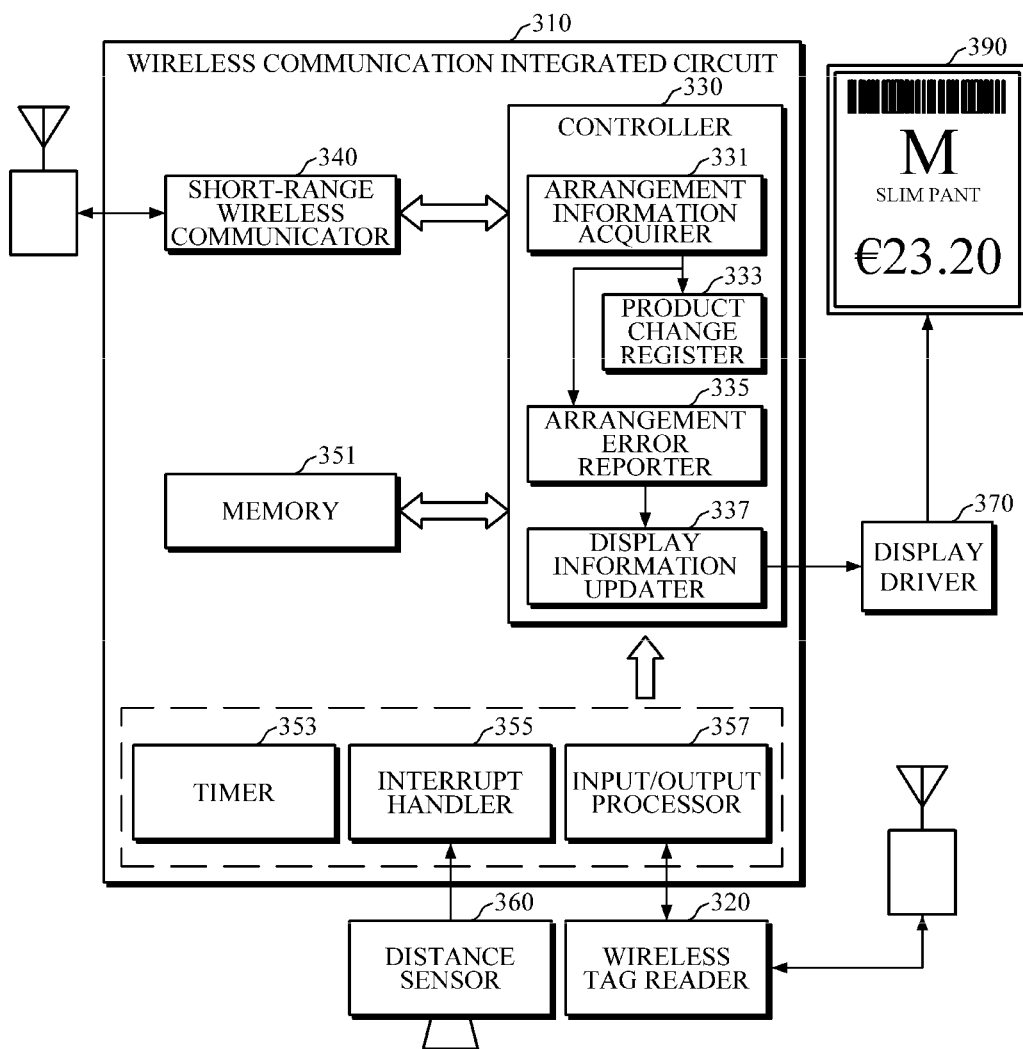 310
WIRELESS COMMUNICATION INTEGRATED CIRCUIT
390
M
SLIM PANT
€23.20
330
CONTROLLER
340
SHORT-RANGE
WIRELESS
COMMUNICATOR
331
ARRANGEMENT
INFORMATION
ACQUIRER
333
PRODUCT
CHANGE
REGISTER
335
ARRANGEMENT
ERROR
REPORTER
351
MEMORY
337
DISPLAY
INFORMATION
UPDATER
370
DISPLAY
DRIVER
353
TIMER
355
INTERRUPT
HANDLER
357
INPUT/OUTPUT
PROCESSOR
360
DISTANCE
SENSOR
320
WIRELESS
TAG READER